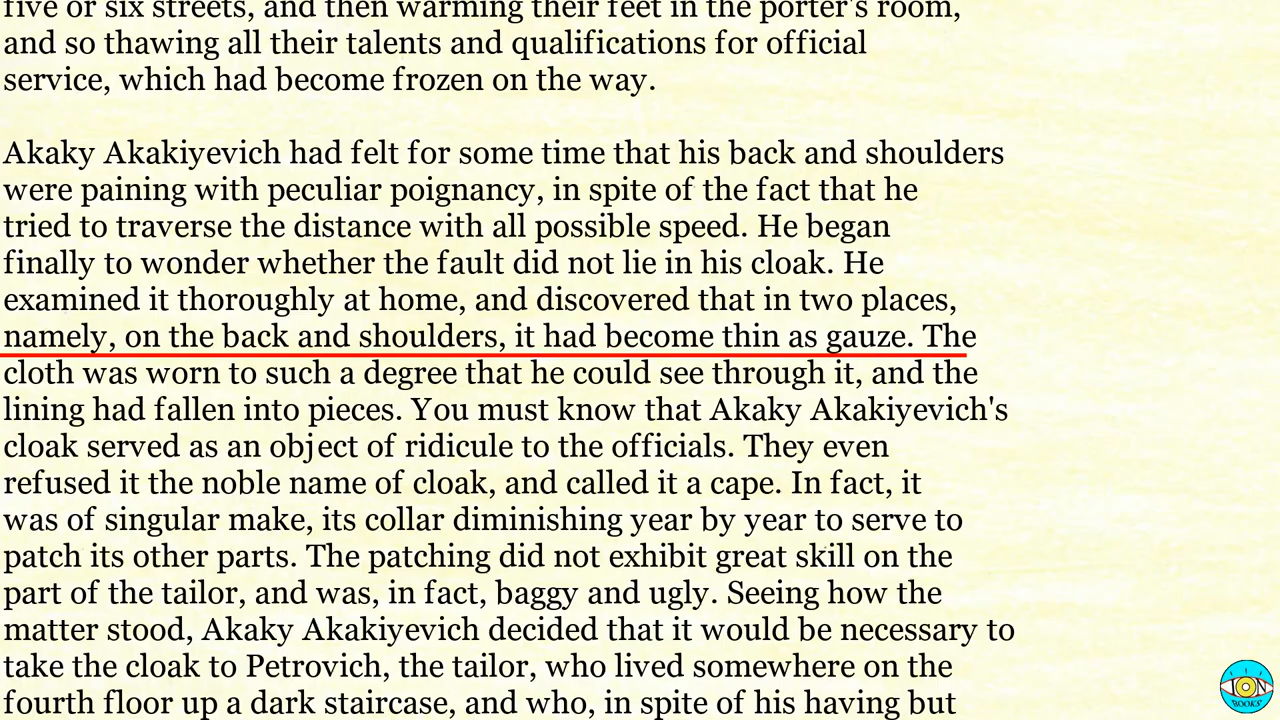 five or six streets, and then warming their feet in the porter's room,
and so thawing all their talents and qualifications for official
service, which had become frozen on the way.
Akaky Akakiyevich had felt for some time that his back and shoulders
were paining with peculiar poignancy, in spite of the fact that he
tried to traverse the distance with all possible speed. He began
finally to wonder whether the fault did not lie in his cloak. He
examined it thoroughly at home, and discovered that in two places,
namely, on the back and shoulders, it had become thin as gauze. The
cloth was worn to such a degree that he could see through it, and the
lining had fallen into pieces. You must know that Akaky Akakiyevich's
cloak served as an object of ridicule to the officials. They even
refused it the noble name of cloak, and called it a cape. In fact, it
was of singular make, its collar diminishing year by year to serve to
patch its other parts. The patching did not exhibit great skill on the
part of the tailor, and was, in fact, baggy and ugly. Seeing how the
matter stood, Akaky Akakiyevich decided that it would be necessary to
take the cloak to Petrovich, the tailor, who lived somewhere on the
fourth floor up a dark staircase, and who, in spite of his having but
ION
BOOKS